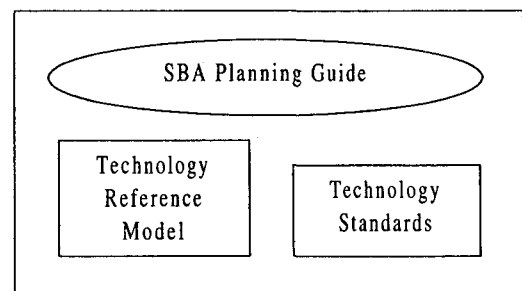 SBA Planning Guide
Technology
Reference
Model
Technology
Standards